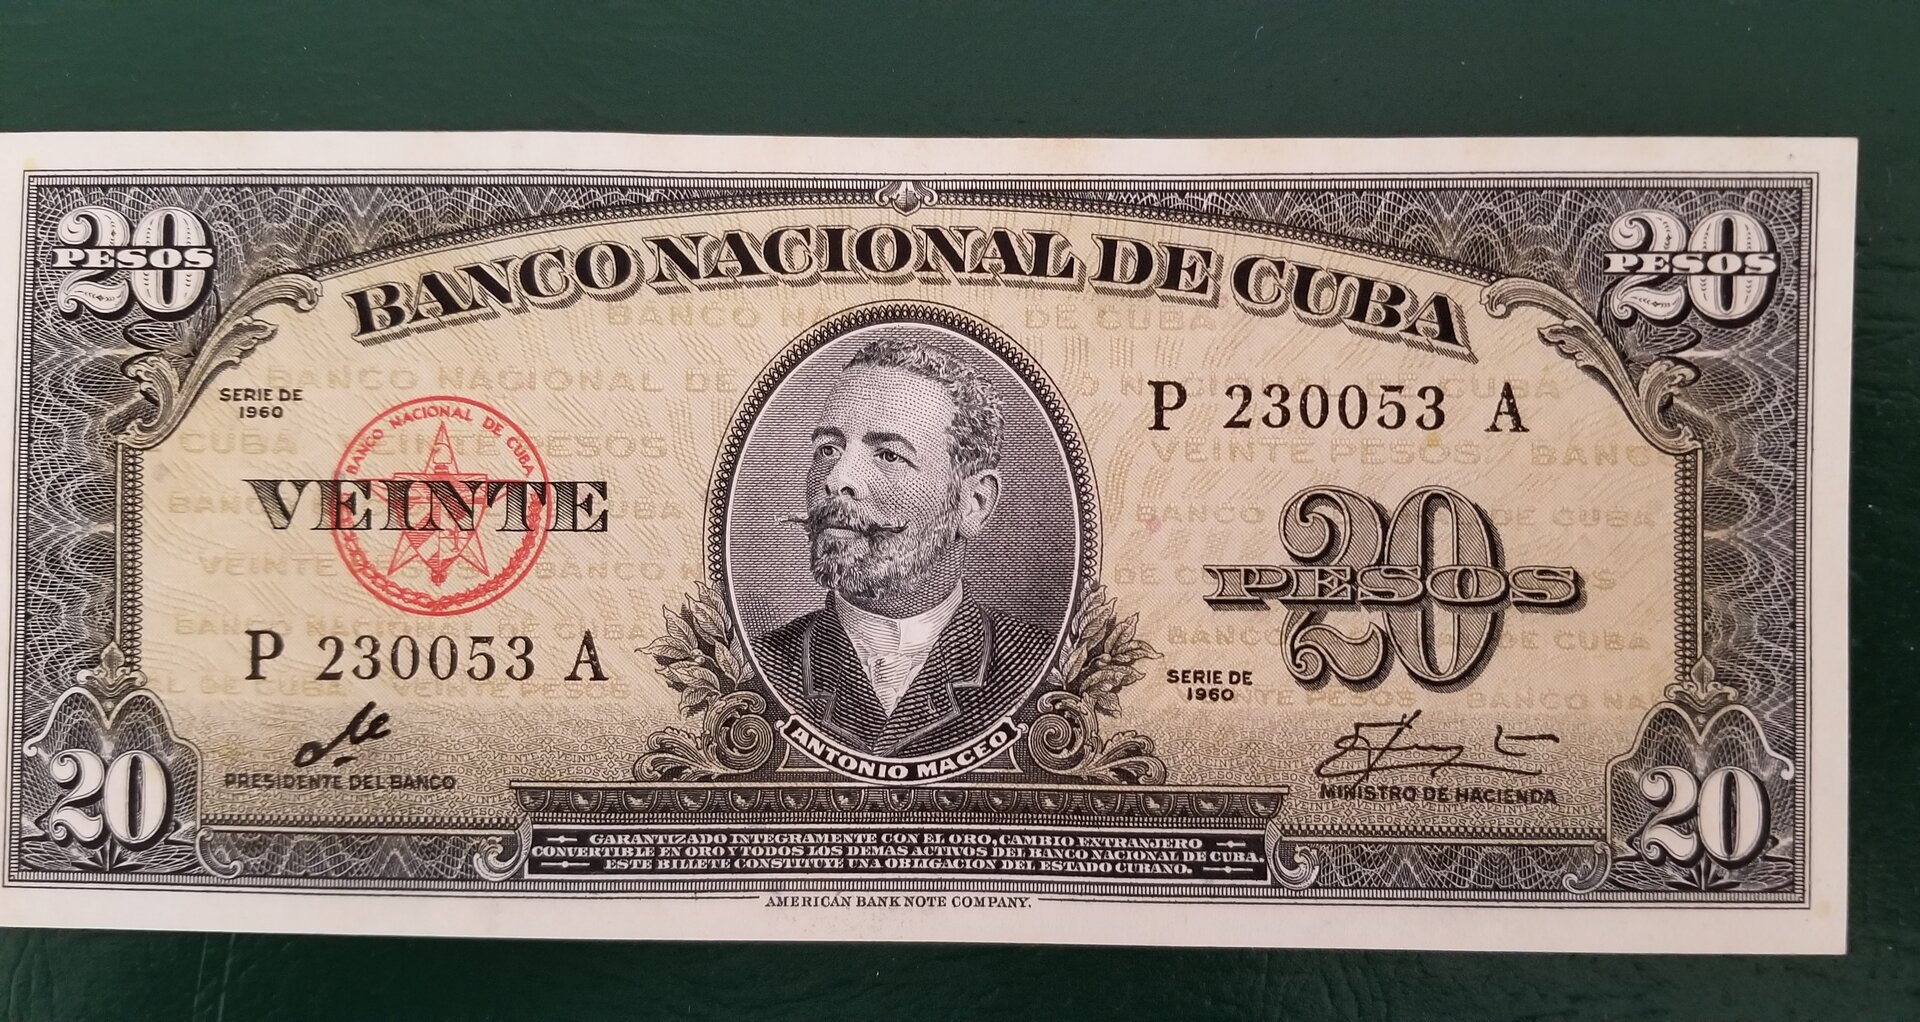 20 PESOS
20 PESOS
BANCO NACIONAL DE CUBA
SERIE DE
1960
BANCO NACIONAL DE CUBA
VEINTE
P 230053 A
P 230053 A
20 PESOS
SERIE DE
1960
PRESIDENTE DEL BANCO
ANTONIO MACEO
MINISTRO DE HACIENDA
20
20
GARANTIZADO INTEGRAMENTE CON EL ORO, CAMBIO EXTRANJERO
CONVERTIBLE EN ORO Y TODOS LOS DEMAS ACTIVOS DEL BANCO NACIONAL DE CUBA.
ESTE BILLETE CONSTITUYE UNA OBLIGACION DEL ESTADO CUBANO.
AMERICAN BANK NOTE COMPANY.